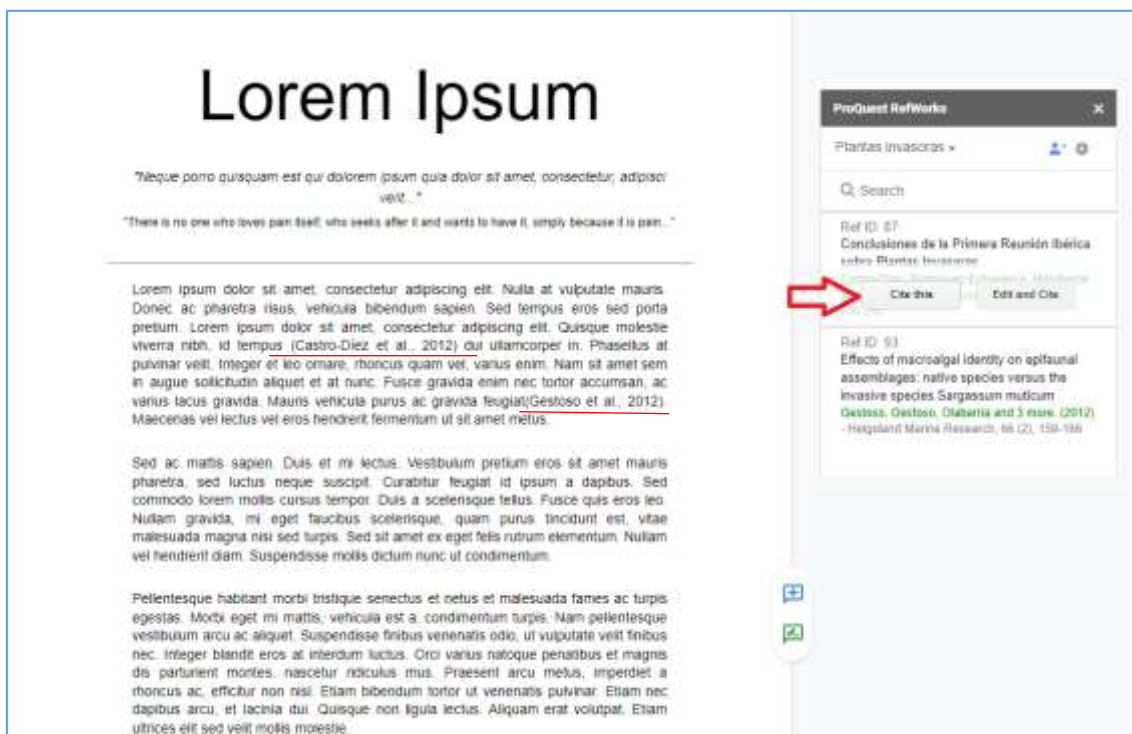 Lorem Ipsum
"Neque porro quisquam est qui dolorem ipsum quia dolor sit amet, consectetur, adipisci
velit..."
"There is no one who loves pain itself, who seeks after it and wants to have it, simply because it is pain..."
Lorem ipsum dolor sit amet, consectetur adipiscing elit. Nulla at vulputate mauris.
Donec ac pharetra risus, vehicula bibendum sapien. Sed tempus eros sed porta
pretium. Lorem ipsum dolor sit amet, consectetur adipiscing elit. Quisque molestie
viverra nibh, id tempus (Castro-Díez et al., 2012) dui ullamcorper in. Phasellus at
pulvinar velit. Integer et leo ornare, rhoncus quam vel, varius enim. Nam sit amet sem
in augue sollicitudin aliquet et at nunc. Fusce gravida enim nec tortor accumsan, ac
varius lacus gravida. Mauris vehicula purus ac gravida feugiat(Gestoso et al., 2012).
Maecenas vel lectus vel eros hendrerit fermentum ut sit amet metus.
Sed ac mattis sapien. Duis et mi lectus. Vestibulum pretium eros sit amet mauris
pharetra, sed luctus neque suscipit. Curabitur feugiat id ipsum a dapibus. Sed
commodo lorem mollis cursus tempor. Duis a scelerisque tellus. Fusce quis eros leo.
Nullam gravida, mi eget faucibus scelerisque, quam purus tincidunt est, vitae
malesuada magna nisi sed turpis. Sed sit amet ex eget felis rutrum elementum. Nullam
vel hendrerit diam. Suspendisse mollis dictum nunc ut condimentum.
Pellentesque habitant morbi tristique senectus et netus et malesuada fames ac turpis
egestas. Morbi eget mi mattis, vehicula est a, condimentum turpis. Nam pellentesque
vestibulum arcu ac aliquet. Suspendisse finibus venenatis odio, ut vulputate velit finibus
nec. Integer blandit eros at interdum luctus. Orci varius natoque penatibus et magnis
dis parturient montes, nascetur ridiculus mus. Praesent arcu metus, imperdiet a
rhoncus ac, efficitur non nisl. Etiam bibendum tortor ut venenatis pulvinar. Etiam nec
dapibus arcu, et lacinia dui. Quisque non ligula lectus. Aliquam erat volutpat. Etiam
ultrices elit sed velit mollis molestie.
ProQuest RefWorks
Plantas Invasoras
Search
Ref ID: 87
Conclusiones de la Primera Reunión Ibérica
sobre Plantas Invasoras
Cite this
Edit and Cite
Ref ID: 93
Effects of macroalgal identity on epifaunal
assemblages: native species versus the
invasive species Sargassum muticum
Gestoso, Gestoso, Olabarria and 3 more. (2012)
- Helgoland Marine Research, 66 (2), 159-166